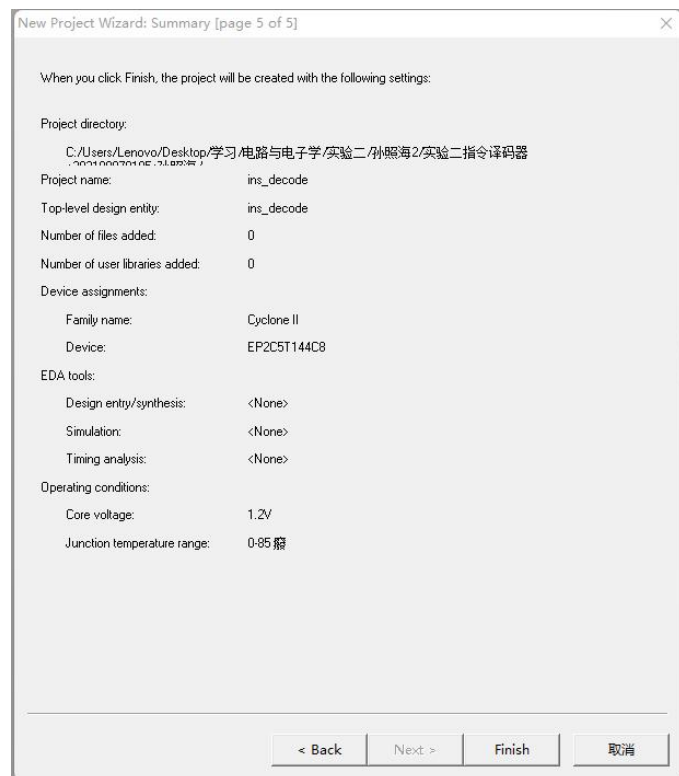 New Project Wizard: Summary [page 5 of 5]
When you click Finish, the project will be created with the following settings:
Project directory:
C:/Users/Lenovo/Desktop/学习/电路与电子学/实验二/孙照海2/实验二指令译码器
Project name: ins_decode
Top-level design entity: ins_decode
Number of files added: 0
Number of user libraries added: 0
Device assignments:
Family name: Cyclone II
Device: EP2C5T144C8
EDA tools:
Design entry/synthesis: <None>
Simulation: <None>
Timing analysis: <None>
Operating conditions:
Core voltage: 1.2V
Junction temperature range: 0-85 癈
< Back Next > Finish 取消